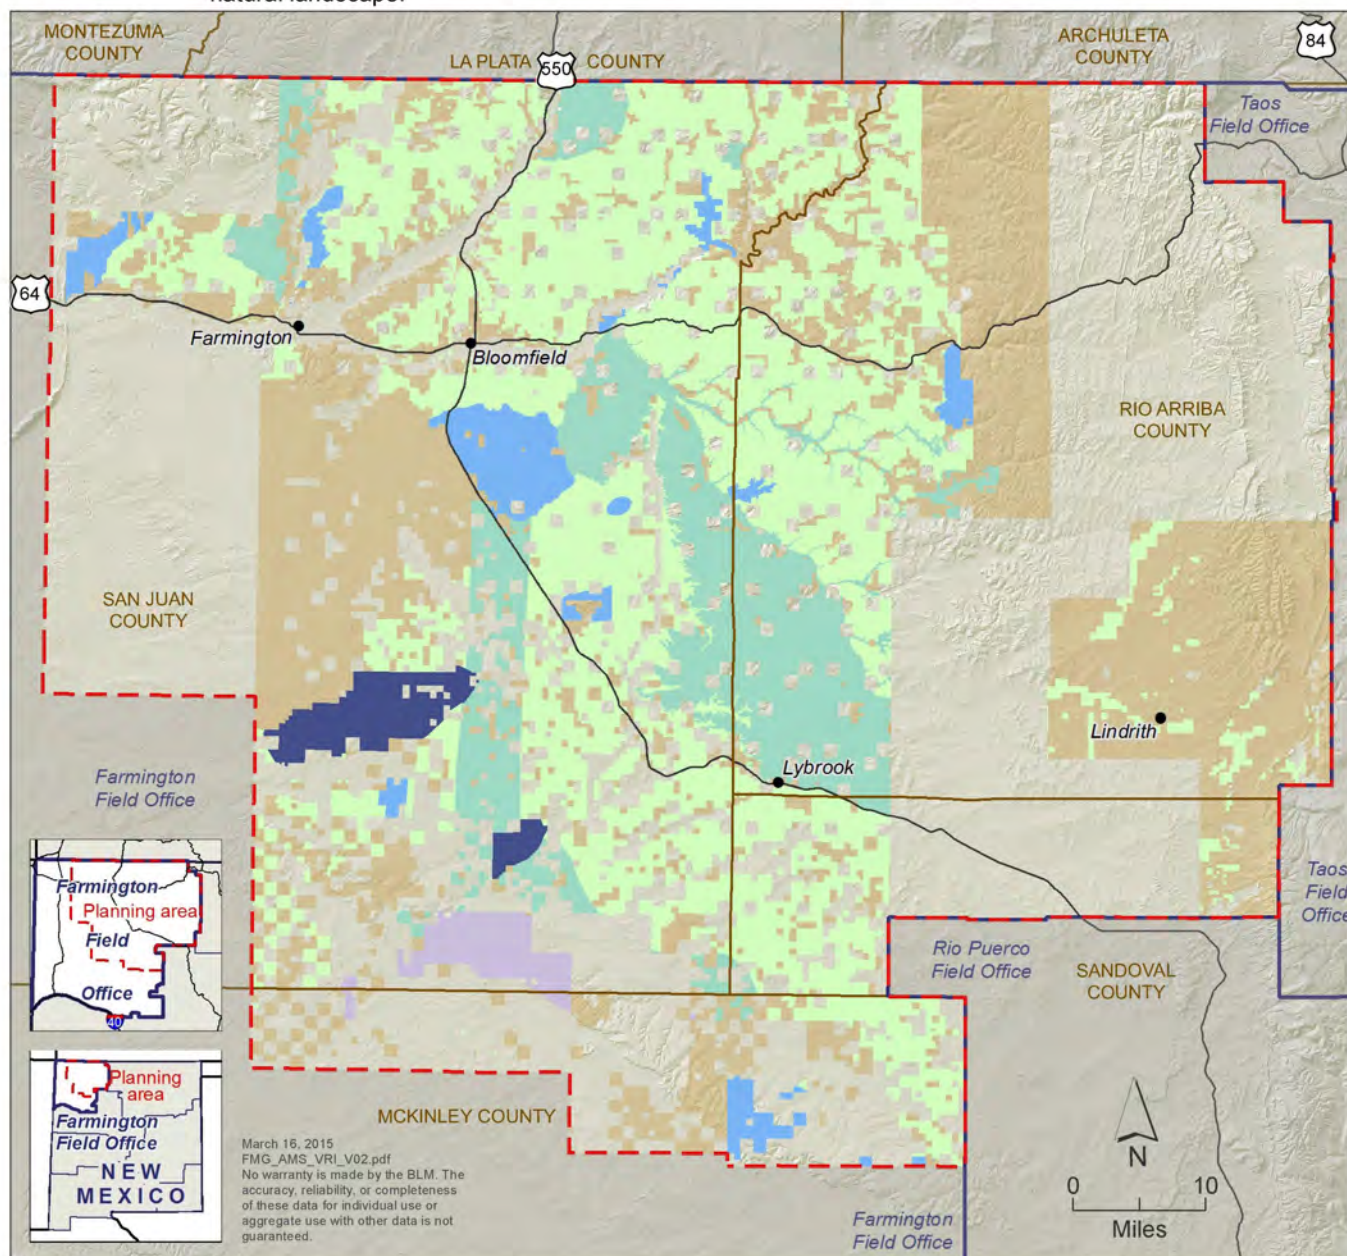 natural landscape.
MONTEZUMA
COUNTY
LA PLATA
550
COUNTY
ARCHULETA
COUNTY
84
Taos
Field Office
64
Farmington
Bloomfield
RIO ARRIBA
COUNTY
SAN JUAN
COUNTY
Lindrith
Farmington
Field Office
Lybrook
Taos
Field
Office
Rio Puerco
Field Office
SANDOVAL
COUNTY
Farmington
Planning area
Field
Office
40
Planning
area
Farmington
Field Office
NEW
MEXICO
MCKINLEY COUNTY
March 16, 2015
FMG_AMS_VRI_V02.pdf
No warranty is made by the BLM. The
accuracy, reliability, or completeness
of these data for individual use or
aggregate use with other data is not
guaranteed.
N
0 10
Miles
Farmington
Field Office